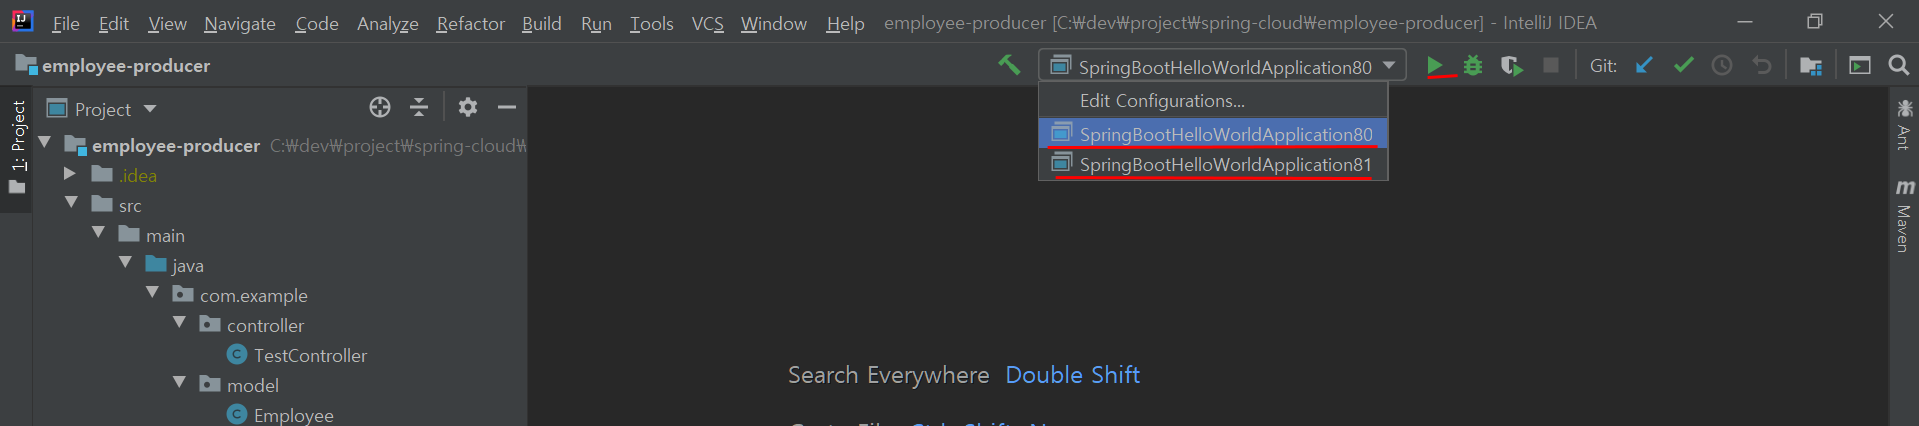 File Edit View Navigate Code Analyze Refactor Build Run Tools VCS Window Help employee-producer [C:₩dev₩project₩spring-cloud₩employee-producer] - IntelliJ IDEA
employee-producer
SpringBootHelloWorldApplication80
Git:
Edit Configurations...
SpringBootHelloWorldApplication80
SpringBootHelloWorldApplication81
1: Project
Project
employee-producer C:₩dev₩project₩spring-cloud₩
.idea
src
main
java
com.example
controller
TestController
model
Employee
Search Everywhere Double Shift
Ant
m Maven